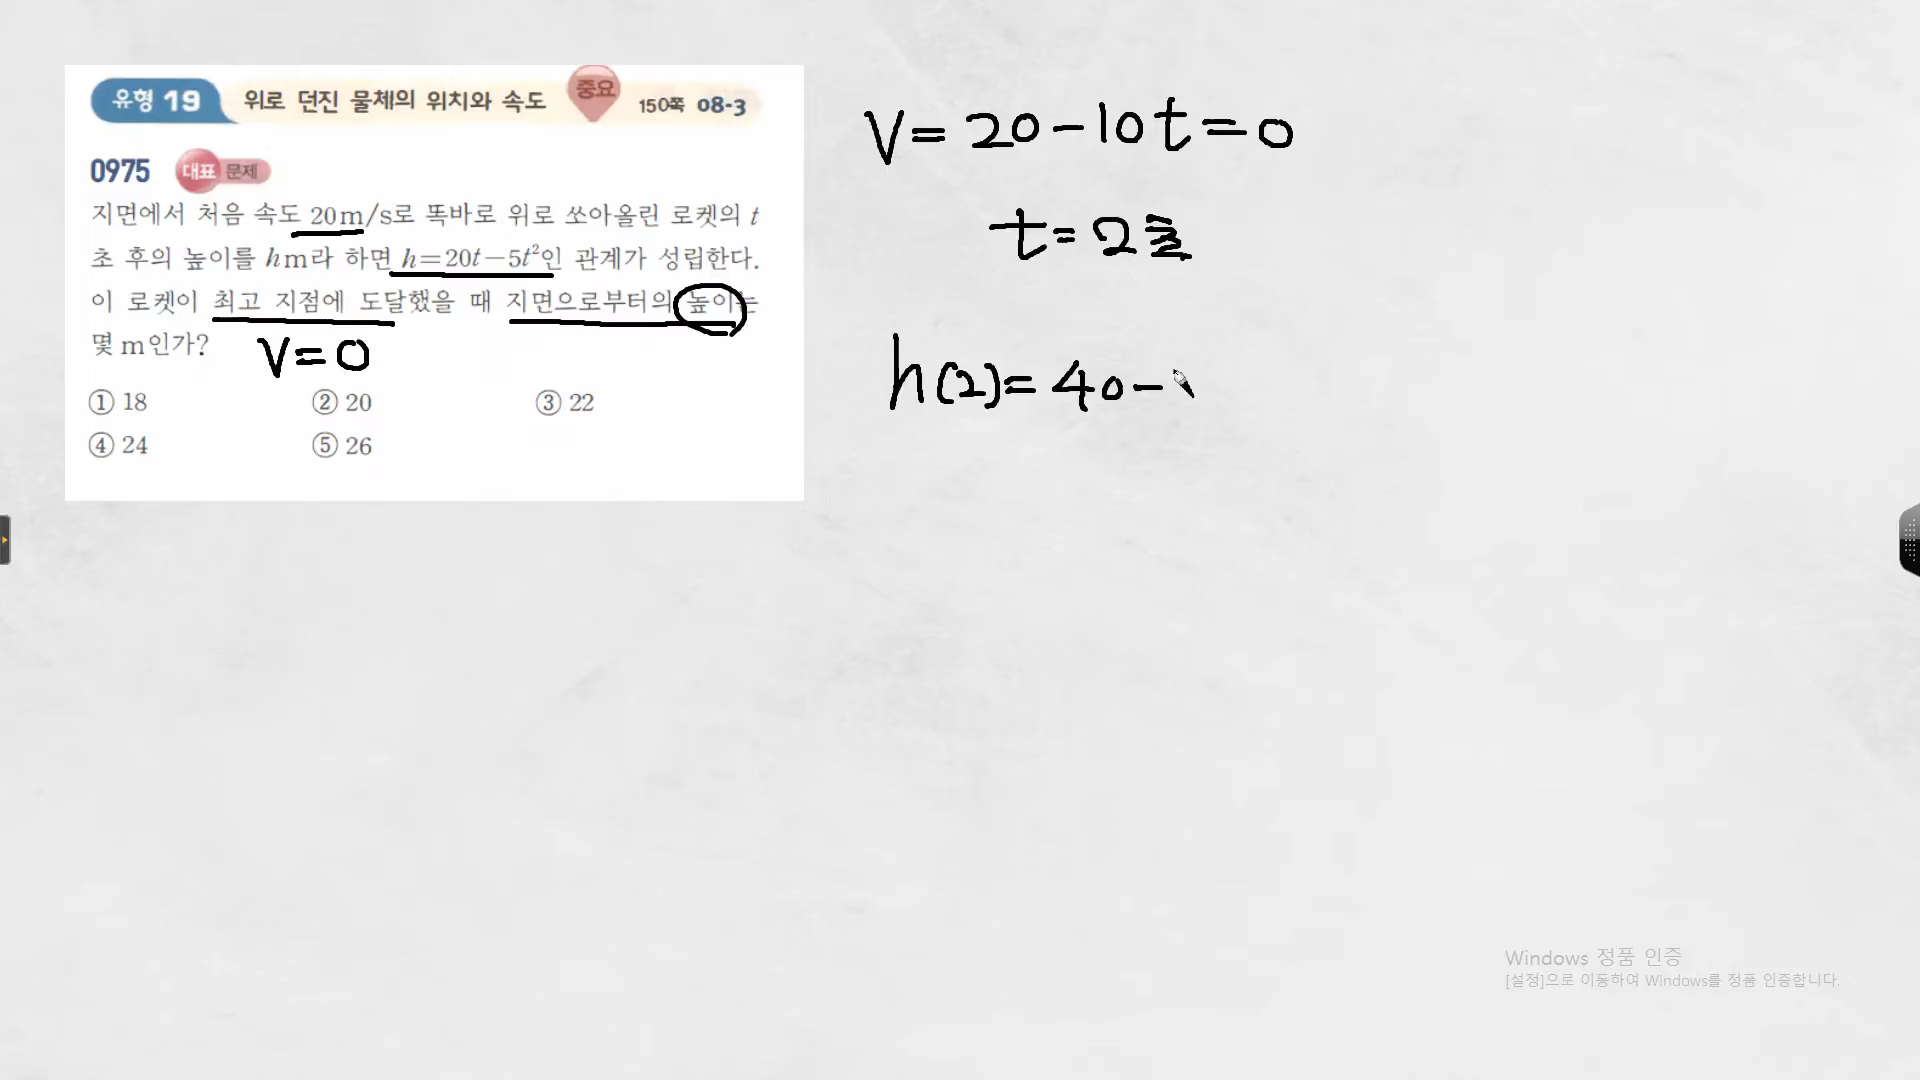 유형 19 위로 던진 물체의 위치와 속도 중요 150쪽 08-3
0975 대표 문제
지면에서 처음 속도 20m/s로 똑바로 위로 쏘아올린 로켓의 t
초 후의 높이를 hm라 하면 h=20t-5t²인 관계가 성립한다.
이 로켓이 최고 지점에 도달했을 때 지면으로부터의 높이는
몇 m인가?
V=0
① 18 ② 20 ③ 22
④ 24 ⑤ 26
V=20-10t=0
t=2초
h(2)=40-
Windows 정품 인증
[설정]으로 이동하여 Windows를 정품 인증합니다.